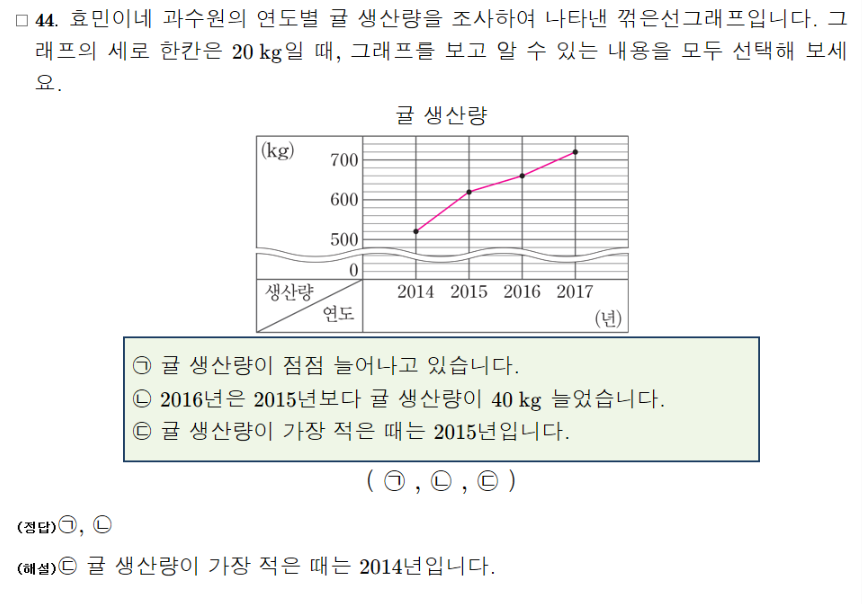 □ 44. 효민이네 과수원의 연도별 귤 생산량을 조사하여 나타낸 꺾은선그래프입니다. 그
래프의 세로 한칸은 20 kg일 때, 그래프를 보고 알 수 있는 내용을 모두 선택해 보세
요.
귤 생산량
(kg)
700
600
500
0
생산량
2014 2015 2016 2017
연도
(년)
㉠ 귤 생산량이 점점 늘어나고 있습니다.
㉡ 2016년은 2015년보다 귤 생산량이 40 kg 늘었습니다.
㉢ 귤 생산량이 가장 적은 때는 2015년입니다.
( ㉠ , ㉡ , ㉢ )
(정답)㉠, ㉡
(해설)㉢ 귤 생산량이 가장 적은 때는 2014년입니다.